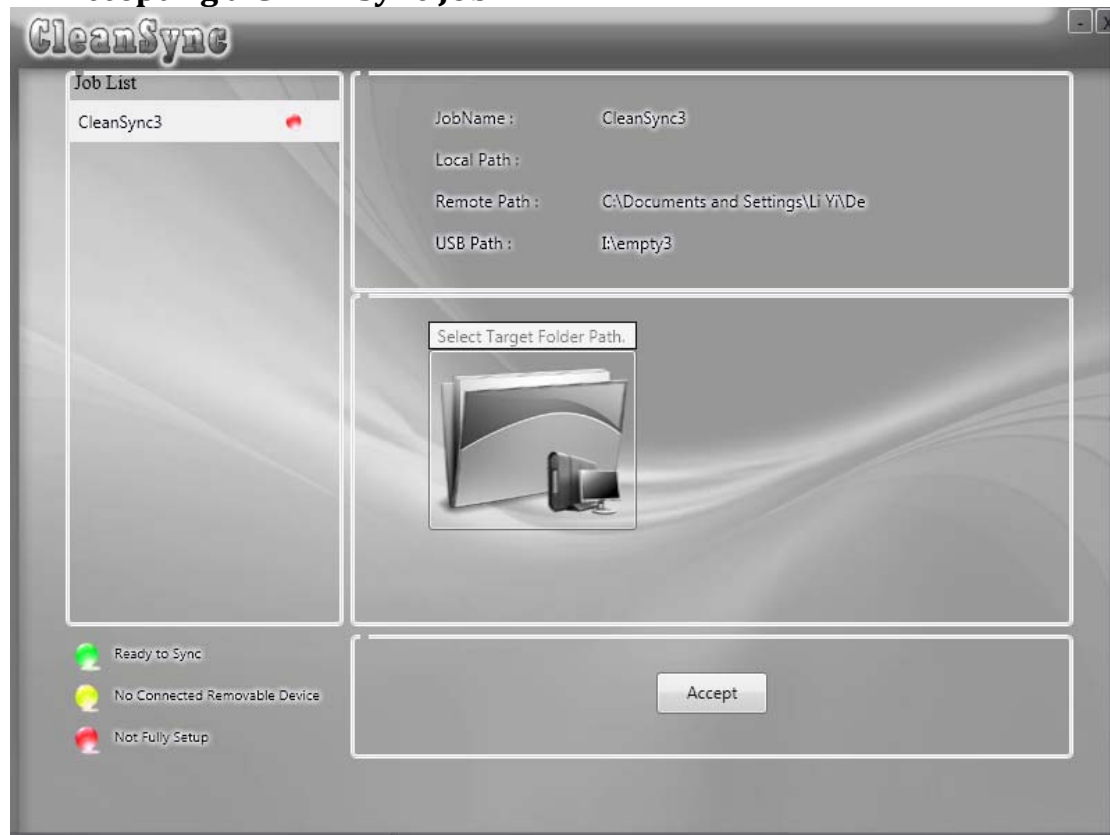 CleanSync
- X
Job List
CleanSync3
JobName : CleanSync3
Local Path :
Remote Path : C:\Documents and Settings\Li Yi\De
USB Path : I:\empty3
Select Target Folder Path.
Ready to Sync
No Connected Removable Device
Not Fully Setup
Accept